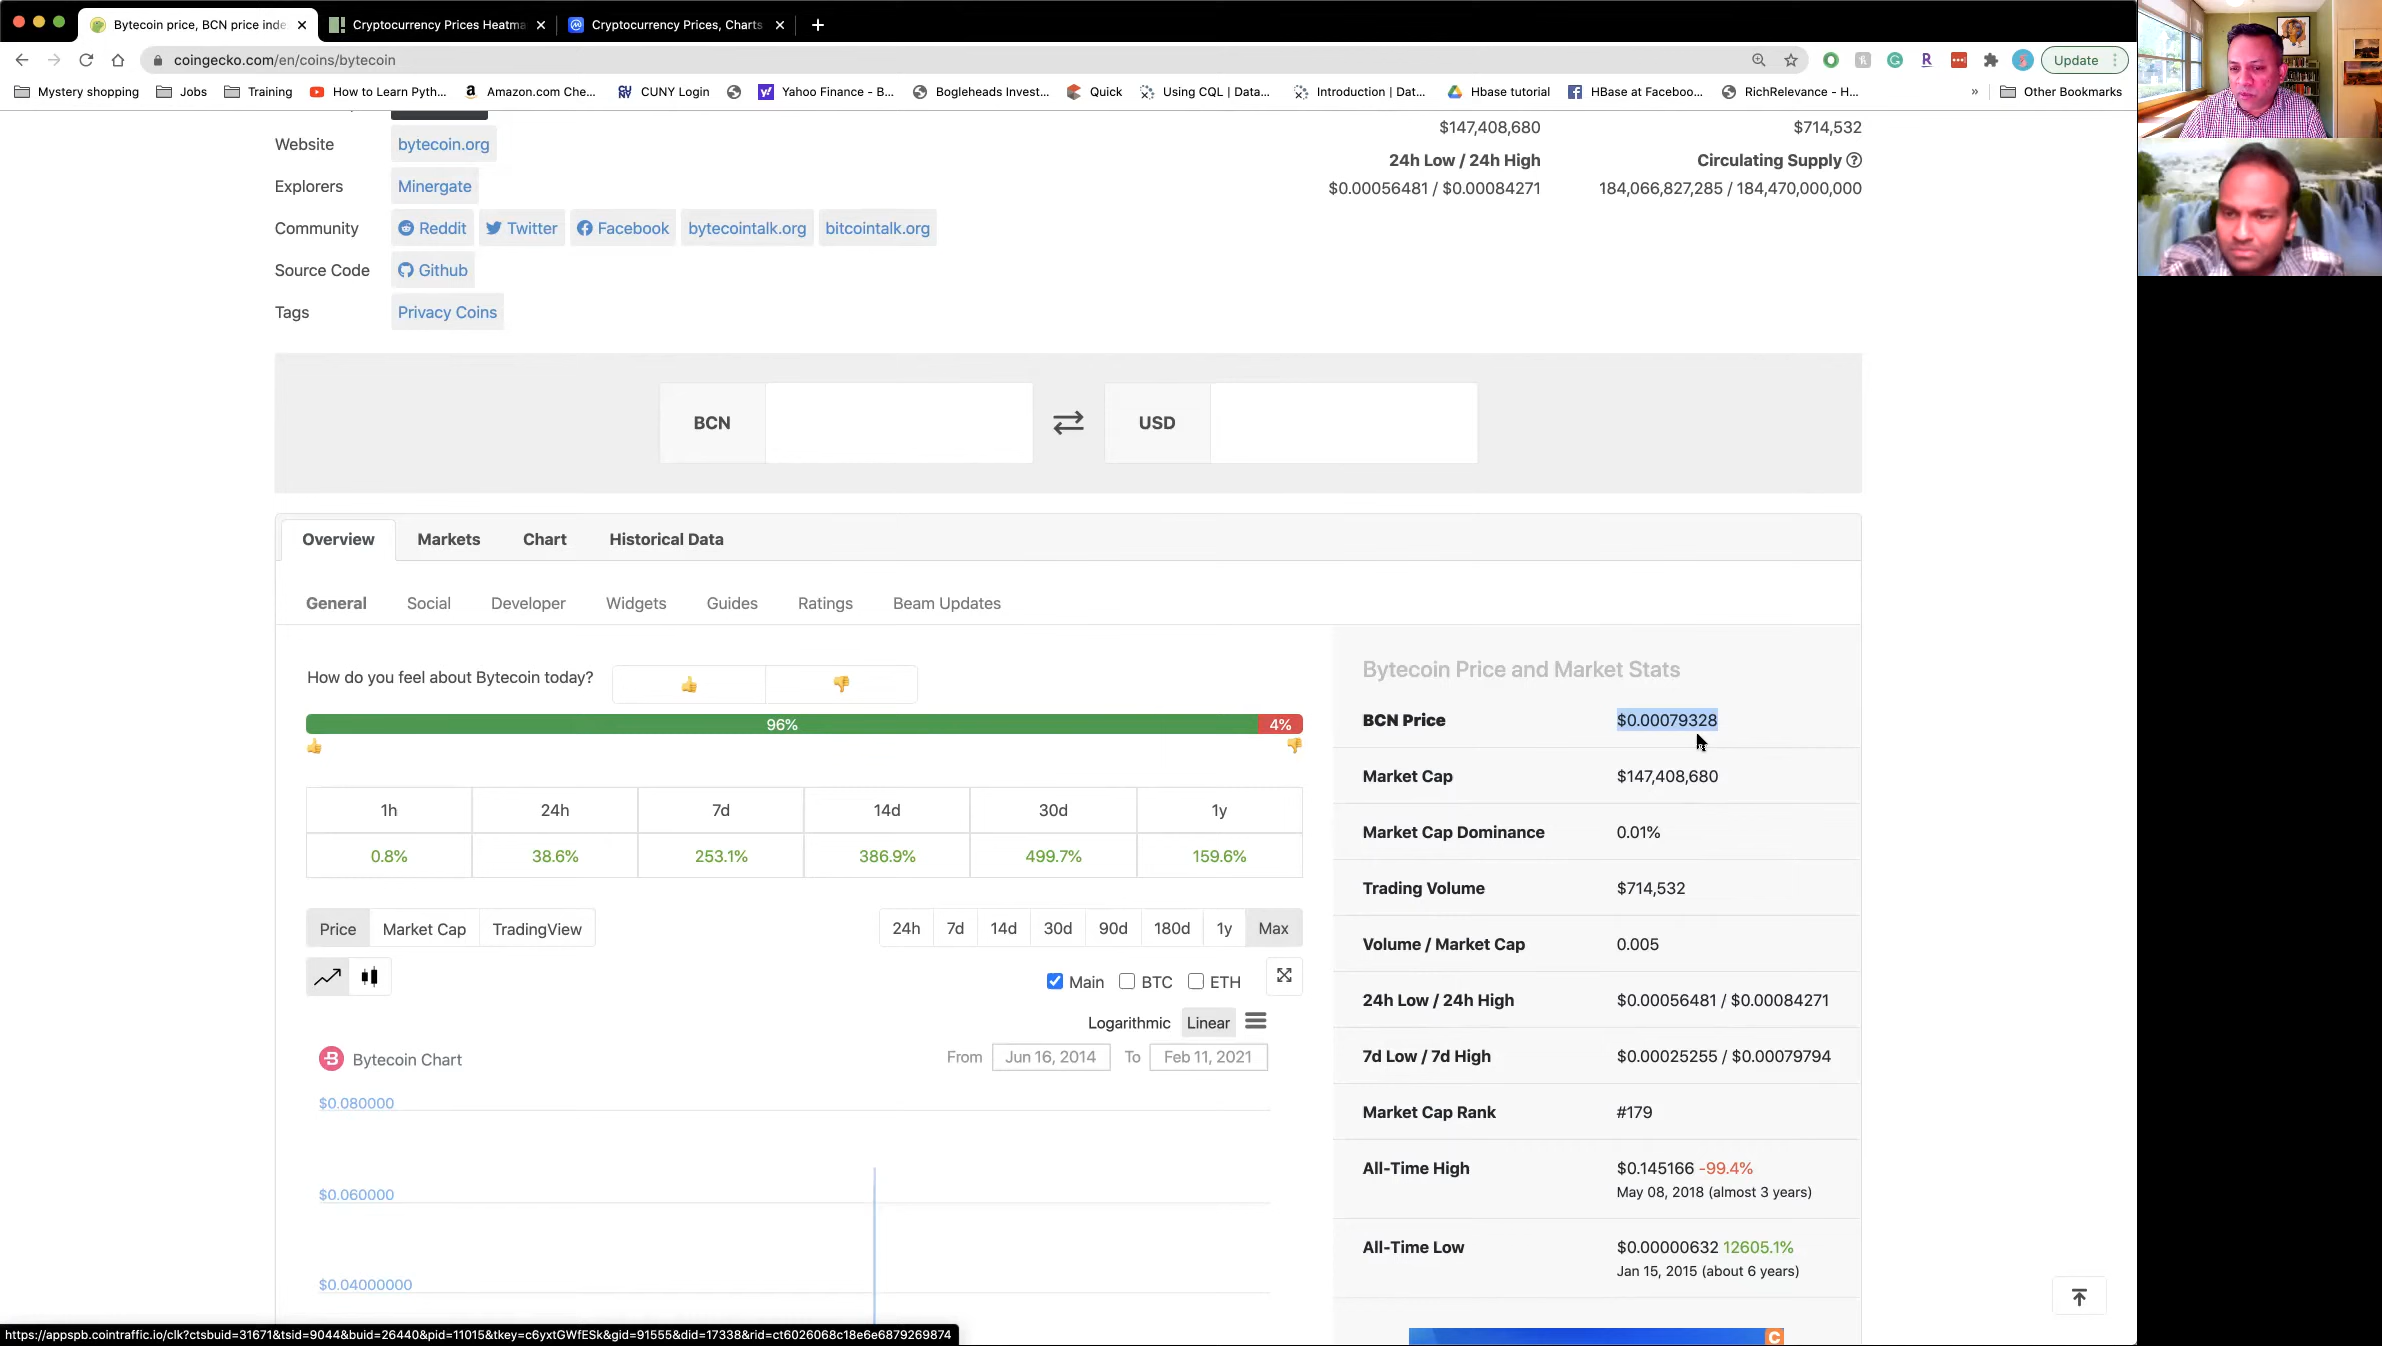 Bytecoin price, BCN price inde
Cryptocurrency Prices Heatma
Cryptocurrency Prices, Charts
coingecko.com/en/coins/bytecoin
Update
Mystery shopping
Jobs
Training
How to Learn Pyth...
Amazon.com Che...
CUNY Login
Yahoo Finance - B...
Bogleheads Invest...
Quick
Using CQL | Data...
Introduction | Dat...
Hbase tutorial
HBase at Faceboo...
RichRelevance - H...
»
Other Bookmarks
$147,408,680 $714,532
Website bytecoin.org
24h Low / 24h High Circulating Supply
Explorers Minergate
$0.00056481 / $0.00084271 184,066,827,285 / 184,470,000,000
Community Reddit Twitter Facebook bytecointalk.org bitcointalk.org
Source Code Github
Tags Privacy Coins
BCN USD
Overview Markets Chart Historical Data
General Social Developer Widgets Guides Ratings Beam Updates
How do you feel about Bytecoin today?
96% 4%
1h 24h 7d 14d 30d 1y
0.8% 38.6% 253.1% 386.9% 499.7% 159.6%
Price Market Cap TradingView
24h 7d 14d 30d 90d 180d 1y Max
Main BTC ETH
Logarithmic Linear
Bytecoin Chart
From Jun 16, 2014 To Feb 11, 2021
$0.080000
$0.060000
$0.04000000
Bytecoin Price and Market Stats
BCN Price $0.00079328
Market Cap $147,408,680
Market Cap Dominance 0.01%
Trading Volume $714,532
Volume / Market Cap 0.005
24h Low / 24h High $0.00056481 / $0.00084271
7d Low / 7d High $0.00025255 / $0.00079794
Market Cap Rank #179
All-Time High $0.145166 -99.4%
May 08, 2018 (almost 3 years)
All-Time Low $0.00000632 12605.1%
Jan 15, 2015 (about 6 years)
https://appspb.cointraffic.io/clk?ctsbuid=31671&tsid=9044&buid=26440&pid=11015&tkey=c6yxtGWfESk&gid=91555&did=17338&rid=ct6026068c18e6e6879269874